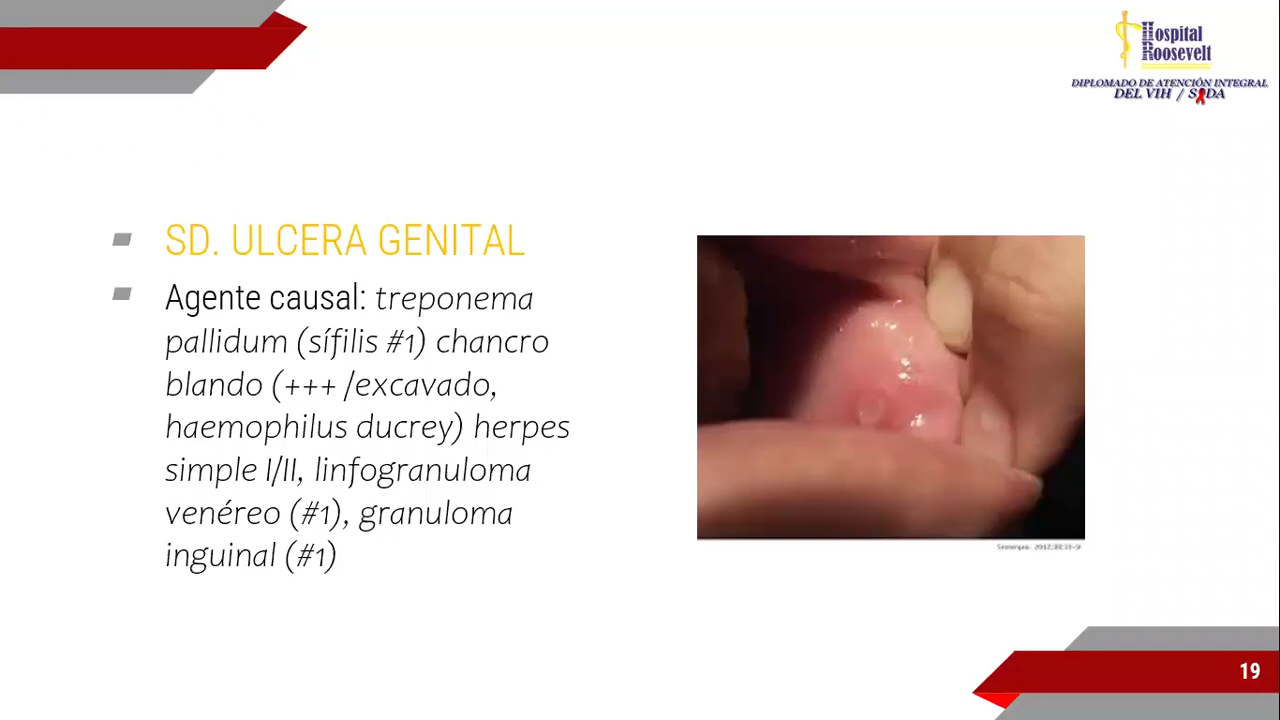 Hospital
Roosevelt
DIPLOMADO DE ATENCIÓN INTEGRAL
DEL VIH / SIDA
SD. ULCERA GENITAL
Agente causal: treponema
pallidum (sífilis #1) chancro
blando (+++ /excavado,
haemophilus ducrey) herpes
simple I/II, linfogranuloma
venéreo (#1), granuloma
inguinal (#1)
19